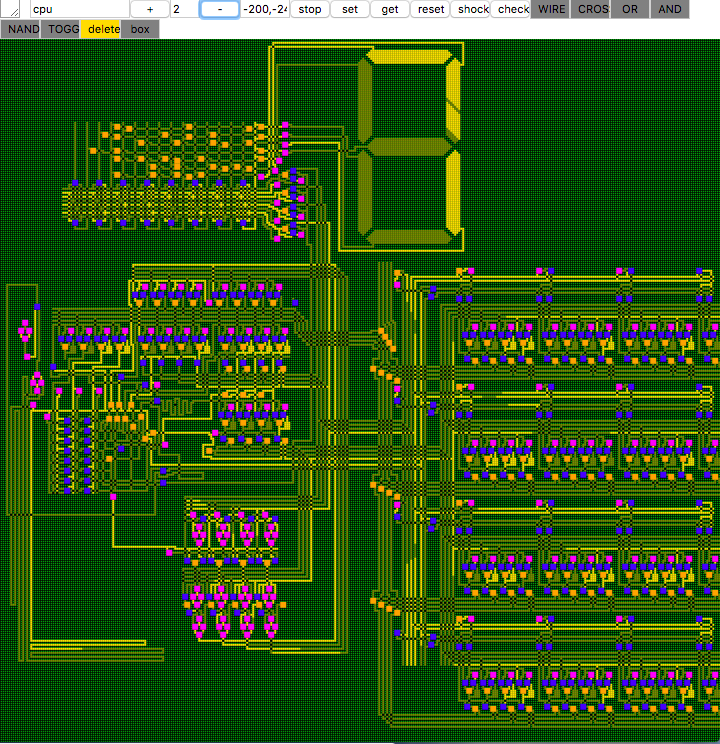 cpu + 2 - -200,-24 stop set get reset shock check WIRE CROS OR AND
NAND TOGG delete box